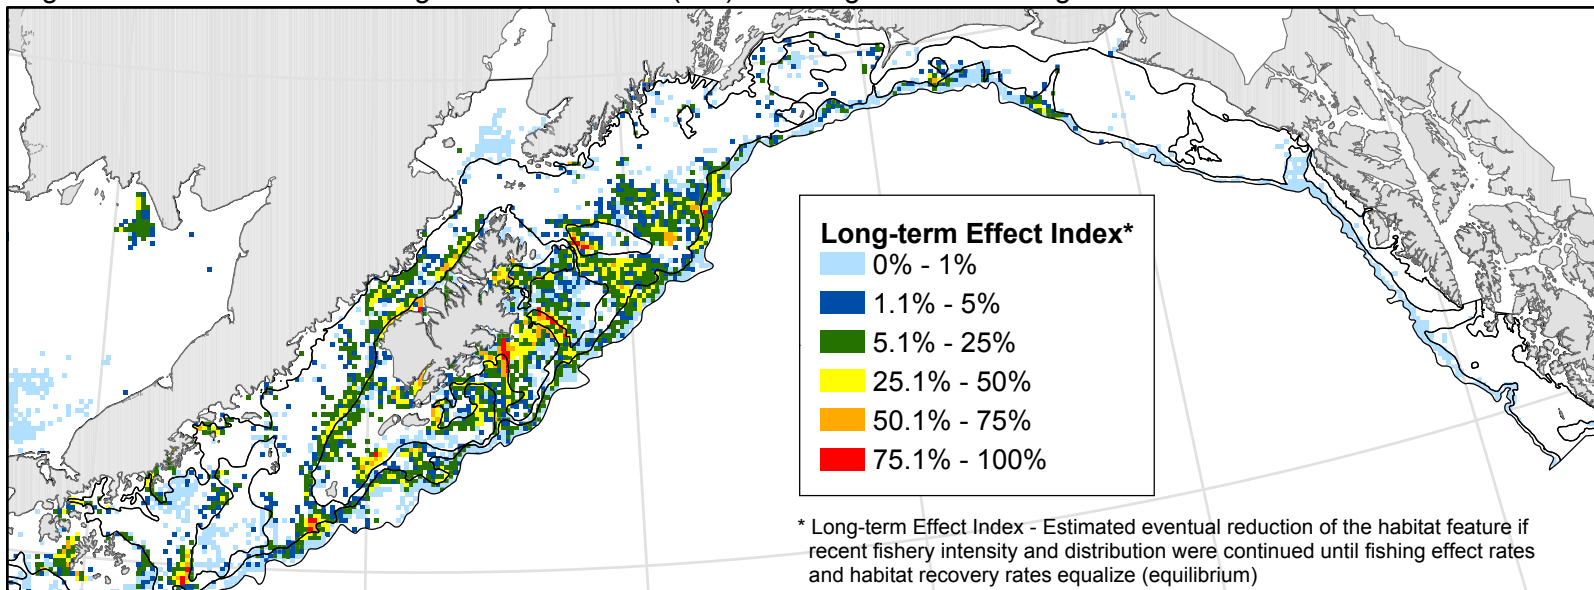 Long-term Effect Index*
0% - 1%
1.1% - 5%
5.1% - 25%
25.1% - 50%
50.1% - 75%
75.1% - 100%
* Long-term Effect Index - Estimated eventual reduction of the habitat feature if
recent fishery intensity and distribution were continued until fishing effect rates
and habitat recovery rates equalize (equilibrium)